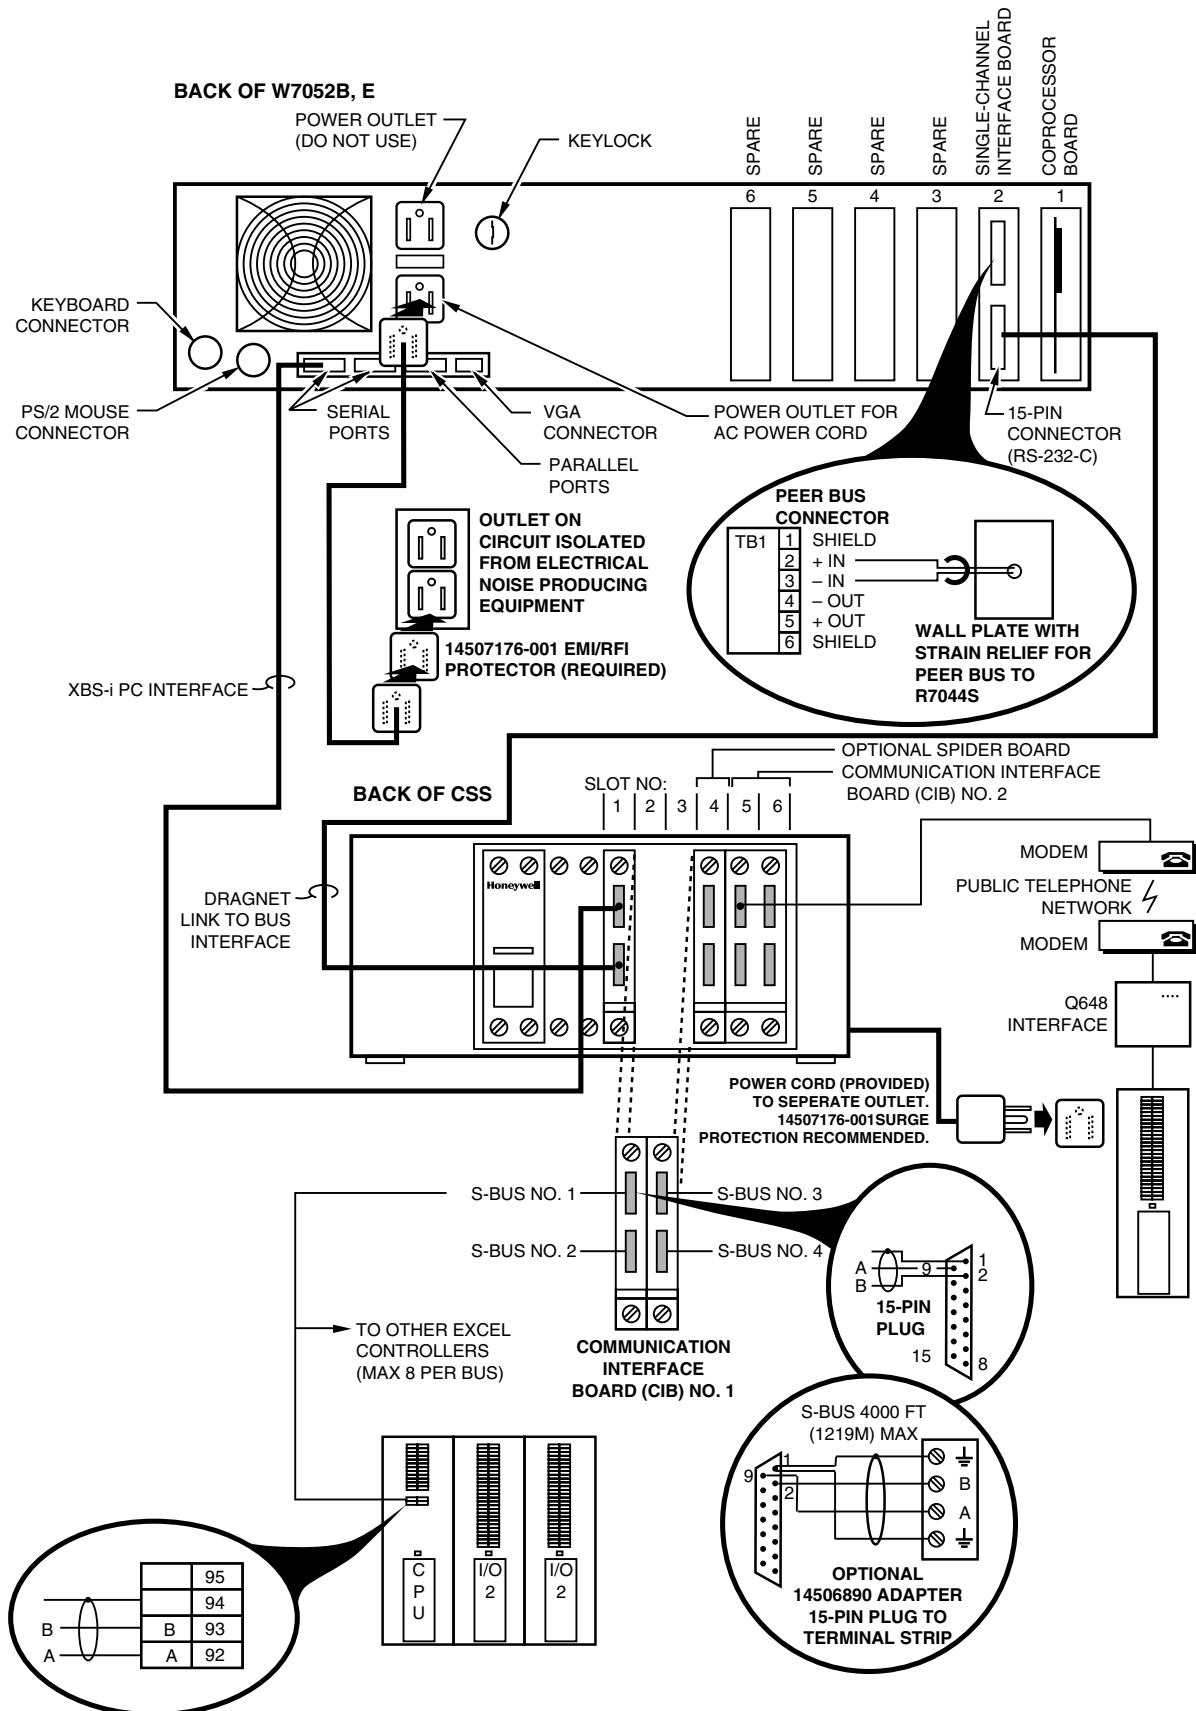 BACK OF W7052B, E
POWER OUTLET
(DO NOT USE)
KEYLOCK
SPARE
SPARE
SPARE
SPARE
SINGLE-CHANNEL
INTERFACE BOARD
COPROCESSOR
BOARD
6
5
4
3
2
1
KEYBOARD
CONNECTOR
PS/2 MOUSE
CONNECTOR
SERIAL
PORTS
VGA
CONNECTOR
PARALLEL
PORTS
POWER OUTLET FOR
AC POWER CORD
15-PIN
CONNECTOR
(RS-232-C)
PEER BUS
CONNECTOR
TB1
1 SHIELD
2 + IN
3 – IN
4 – OUT
5 + OUT
6 SHIELD
WALL PLATE WITH
STRAIN RELIEF FOR
PEER BUS TO
R7044S
OUTLET ON
CIRCUIT ISOLATED
FROM ELECTRICAL
NOISE PRODUCING
EQUIPMENT
14507176-001 EMI/RFI
PROTECTOR (REQUIRED)
XBS-i PC INTERFACE
BACK OF CSS
SLOT NO:
1 2 3 4 5 6
OPTIONAL SPIDER BOARD
COMMUNICATION INTERFACE
BOARD (CIB) NO. 2
Honeywell
DRAGNET
LINK TO BUS
INTERFACE
MODEM
PUBLIC TELEPHONE
NETWORK
MODEM
Q648
INTERFACE
POWER CORD (PROVIDED)
TO SEPERATE OUTLET.
14507176-001SURGE
PROTECTION RECOMMENDED.
S-BUS NO. 1
S-BUS NO. 3
S-BUS NO. 2
S-BUS NO. 4
A
B
9
1
2
15-PIN
PLUG
15
8
TO OTHER EXCEL
CONTROLLERS
(MAX 8 PER BUS)
COMMUNICATION
INTERFACE
BOARD (CIB) NO. 1
S-BUS 4000 FT
(1219M) MAX
1
9
2
B
A
OPTIONAL
14506890 ADAPTER
15-PIN PLUG TO
TERMINAL STRIP
C
P
U
I/O
2
I/O
2
95
94
B B 93
A A 92